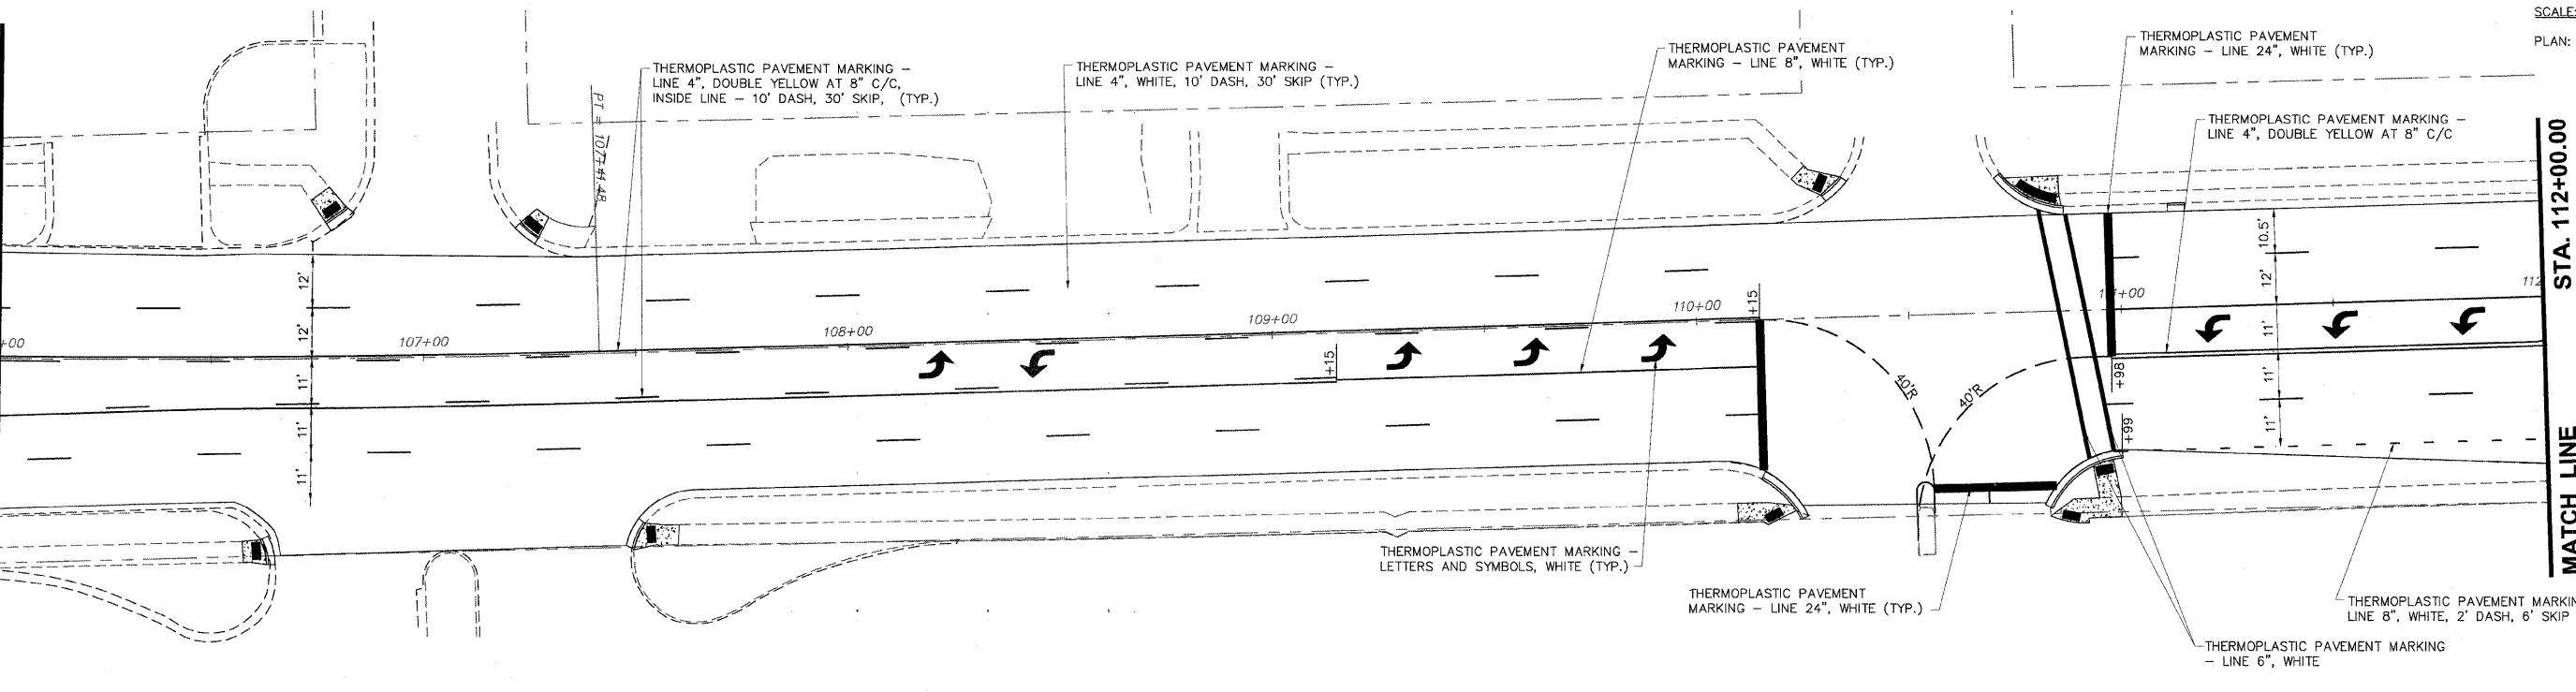 SCALE:
PLAN:
THERMOPLASTIC PAVEMENT MARKING –
LINE 4", DOUBLE YELLOW AT 8" C/C,
INSIDE LINE – 10' DASH, 30' SKIP, (TYP.)
THERMOPLASTIC PAVEMENT MARKING –
LINE 4", WHITE, 10' DASH, 30' SKIP (TYP.)
THERMOPLASTIC PAVEMENT
MARKING – LINE 8", WHITE (TYP.)
THERMOPLASTIC PAVEMENT
MARKING – LINE 24", WHITE (TYP.)
THERMOPLASTIC PAVEMENT MARKING –
LINE 4", DOUBLE YELLOW AT 8" C/C
PT = 107+41.48
MATCH LINE STA. 112+00.00
12'
12'
11'
11'
11'
+00
107+00
108+00
109+00
110+00
+00
112
+15
+15
+98
+99
40'R
40'R
10.5'
12'
11'
11'
11'
THERMOPLASTIC PAVEMENT MARKING –
LETTERS AND SYMBOLS, WHITE (TYP.)
THERMOPLASTIC PAVEMENT
MARKING – LINE 24", WHITE (TYP.)
THERMOPLASTIC PAVEMENT MARKIN
LINE 8", WHITE, 2' DASH, 6' SKIP
THERMOPLASTIC PAVEMENT MARKING
– LINE 6", WHITE